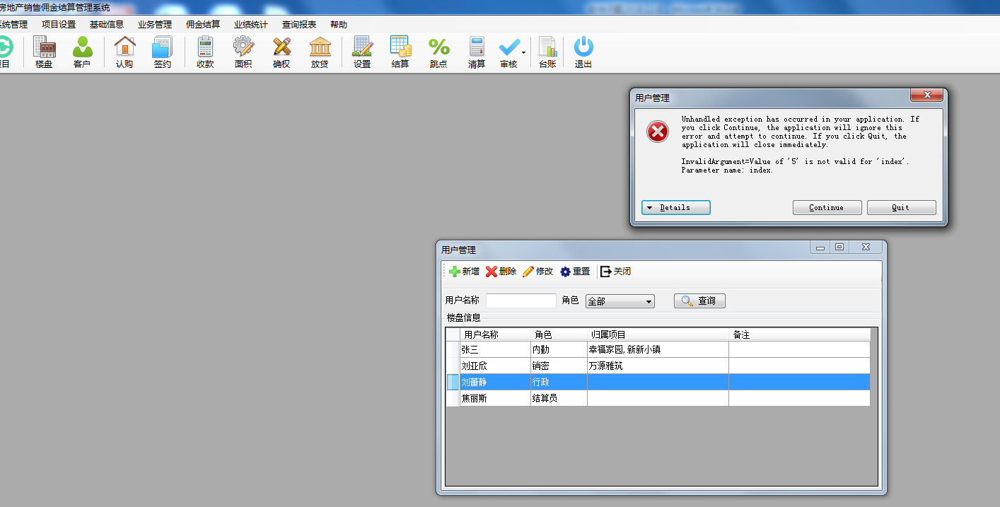 房地产销售佣金结算管理系统
系统管理 项目设置 基础信息 业务管理 佣金结算 业绩统计 查询报表 帮助
楼盘 客户 认购 签约 收款 面积 确权 放贷 设置 结算 跳点 清算 审核 台账 退出
用户管理
Unhandled exception has occurred in your application. If
you click Continue, the application will ignore this
error and attempt to continue. If you click Quit, the
application will close immediately.
InvalidArgument=Value of '5' is not valid for 'index'.
Parameter name: index.
Details Continue Quit
用户管理
新增 删除 修改 重置 关闭
用户名称 角色 全部 查询
楼盘信息
用户名称 角色 归属项目 备注
张三 内勤 幸福家园,新新小镇
刘亚欣 销密 万源雅筑
刘蕾静 行政
焦丽斯 结算员